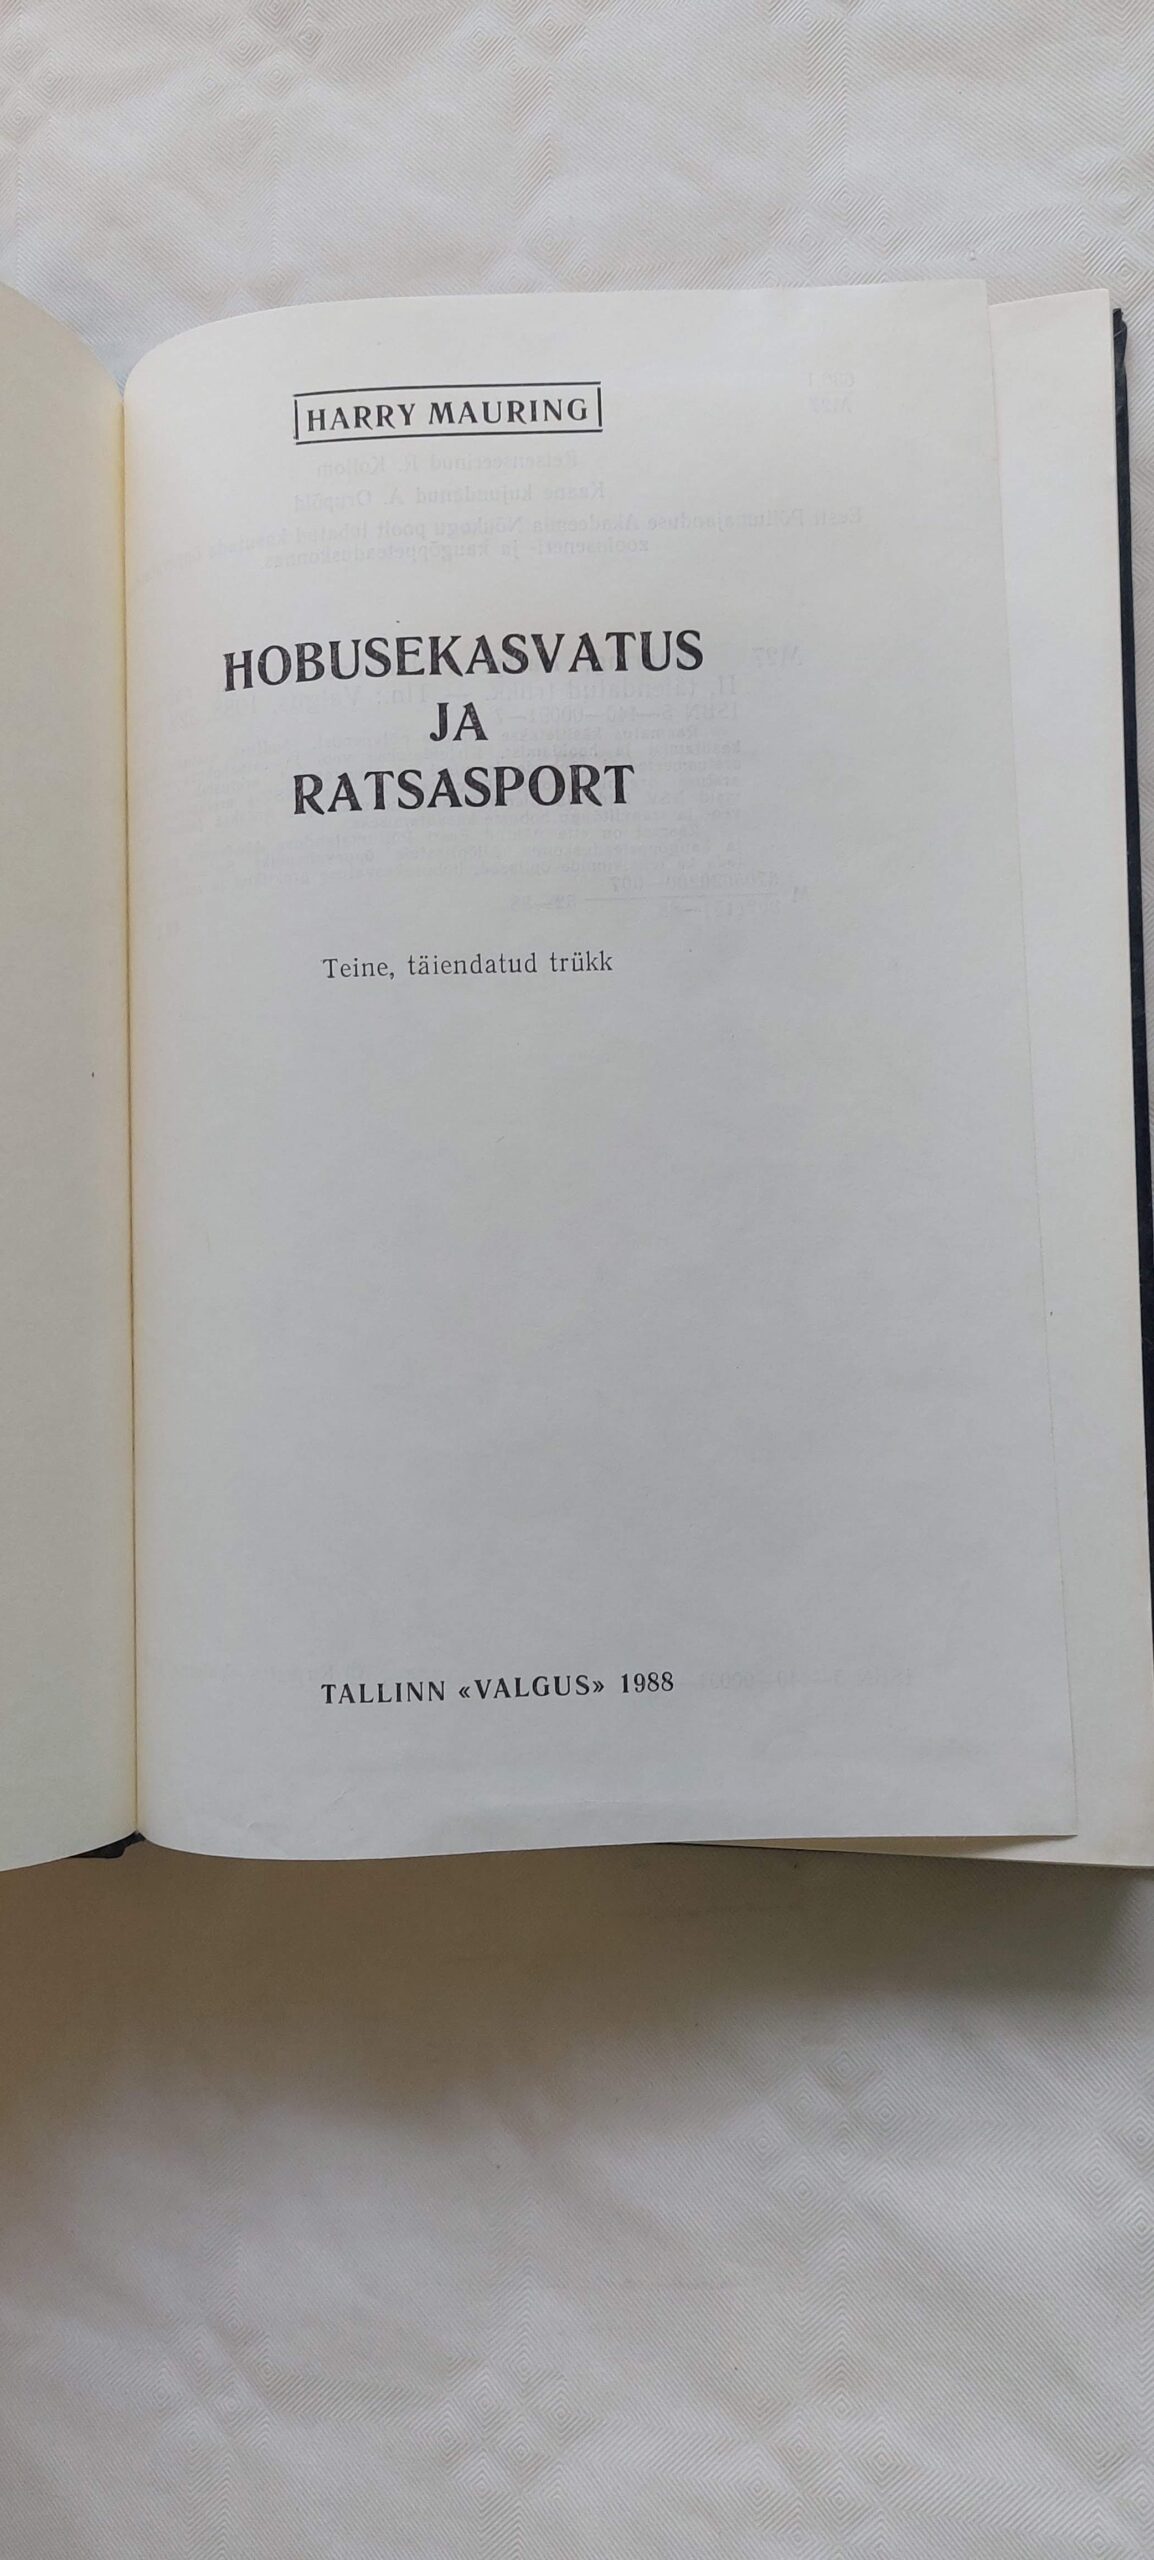 HARRY MAURING
HOBUSEKASVATUS
JA
RATSASPORT
Teine, täiendatud trükk
TALLINN «VALGUS» 1988